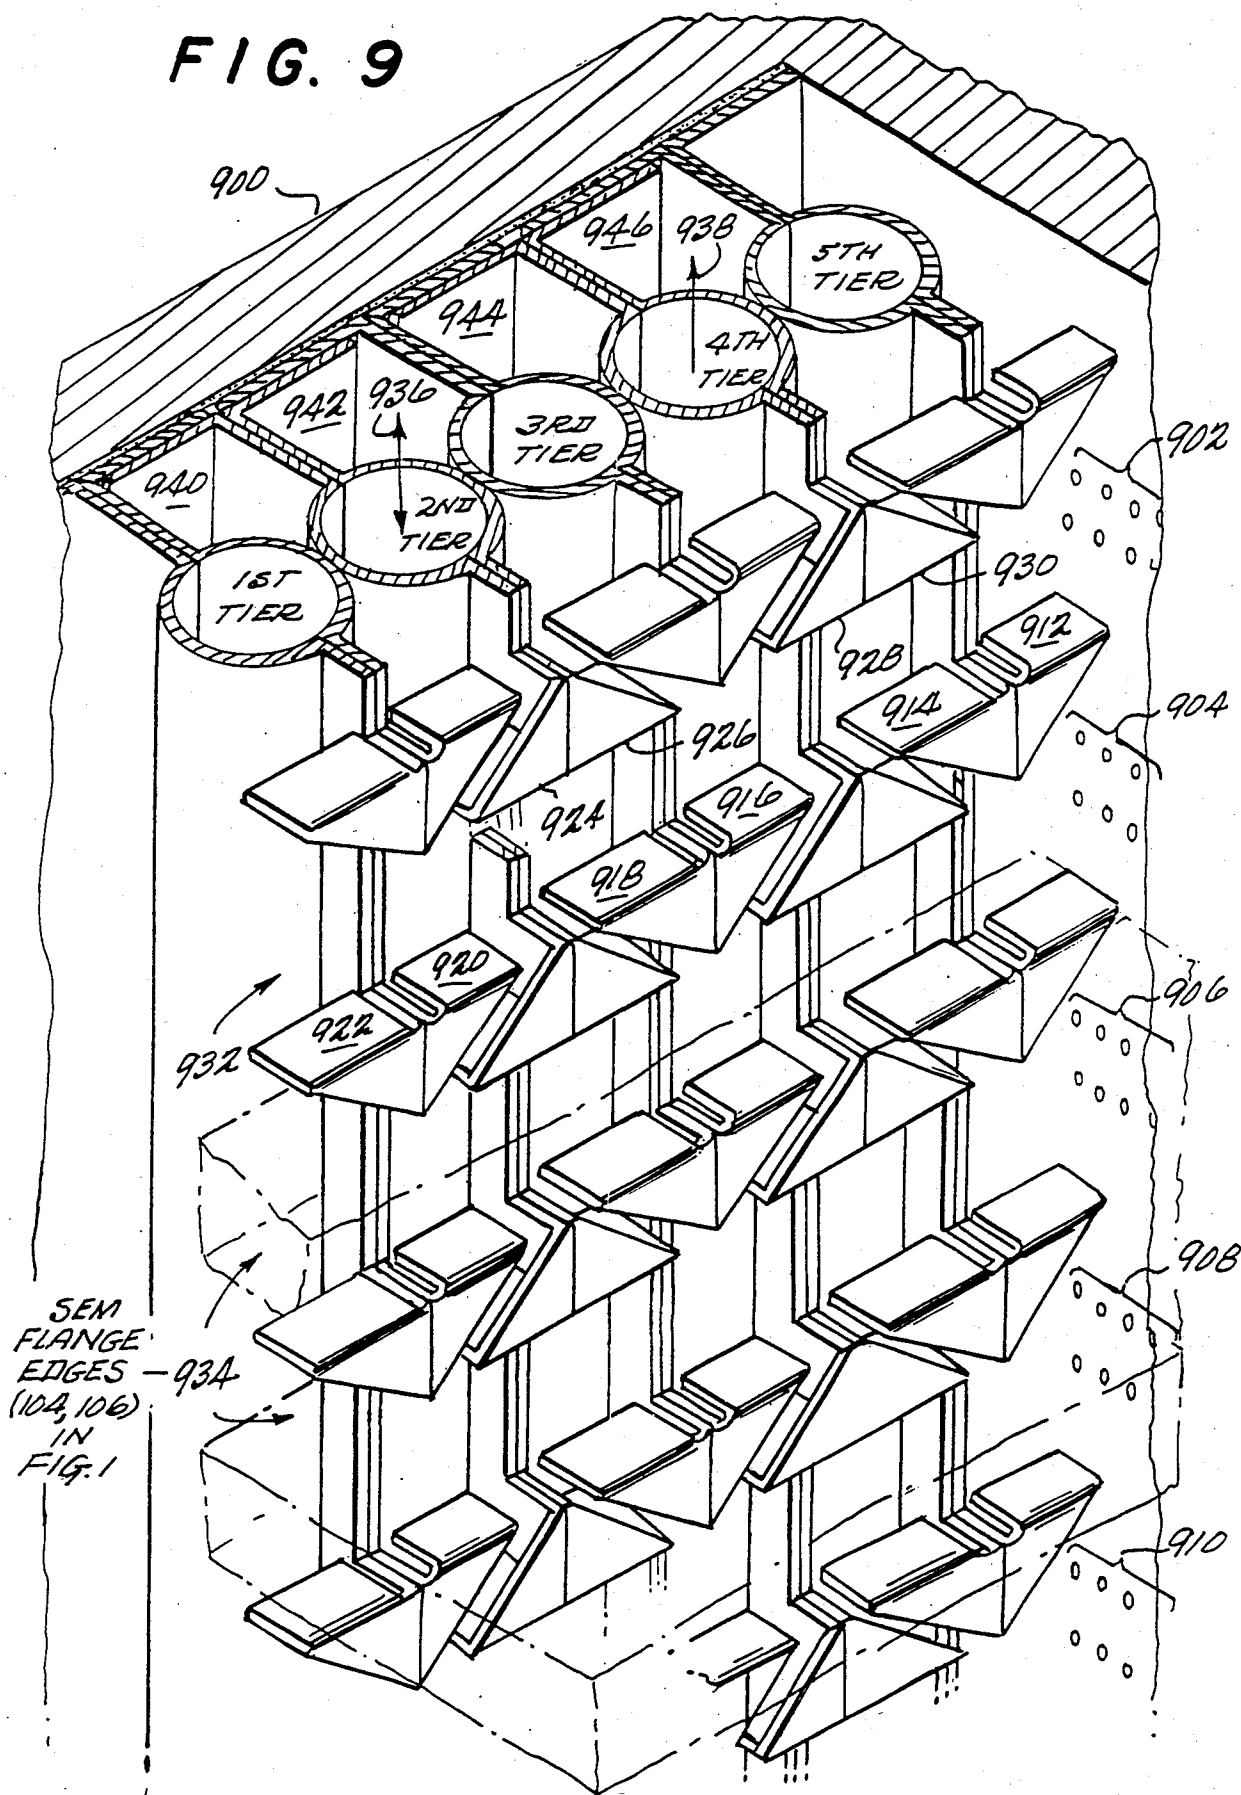 FIG. 9
900
946
938
5TH
TIER
944
4TH
TIER
942
936
3RD
TIER
902
940
2ND
TIER
1ST
TIER
930
928
912
914
904
926
924
916
918
920
922
906
932
908
SEM
FLANGE
EDGES - 934
(104, 106)
IN
FIG. 1
910